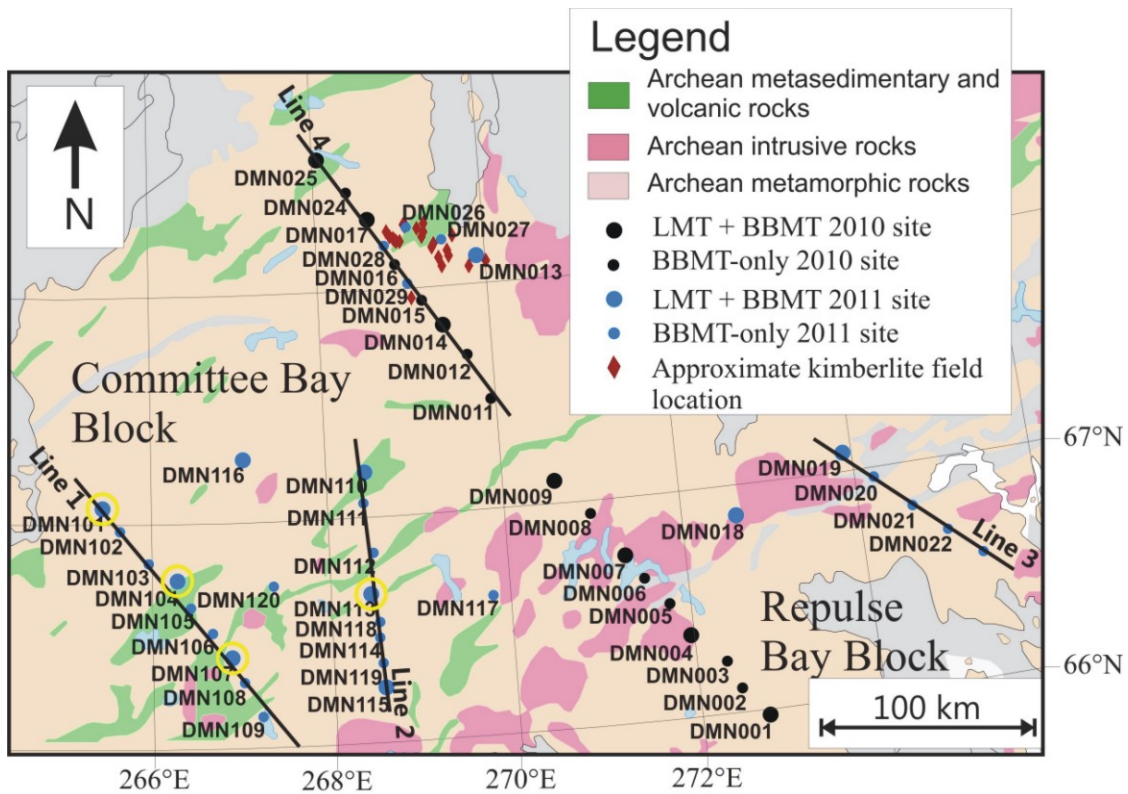 Legend
Archean metasedimentary and
volcanic rocks
Archean intrusive rocks
Archean metamorphic rocks
LMT + BBMT 2010 site
BBMT-only 2010 site
LMT + BBMT 2011 site
BBMT-only 2011 site
Approximate kimberlite field
location
N
Line 4
DMN025
DMN024
DMN026
DMN017
DMN027
DMN028
DMN013
DMN016
DMN029
DMN015
DMN014
DMN012
DMN011
Committee Bay
Block
67°N
Line 1
DMN116
DMN110
DMN009
DMN019
DMN111
DMN008
DMN018
DMN020
DMN101
DMN102
DMN021
DMN112
DMN022
Line 3
DMN103
DMN007
DMN104
DMN120
DMN113
DMN117
DMN006
DMN105
DMN005
DMN118
Repulse
Bay Block
DMN106
DMN114
DMN004
DMN107
DMN119
DMN003
66°N
DMN108
DMN115
Line 2
DMN002
DMN109
DMN001
100 km
266°E
268°E
270°E
272°E